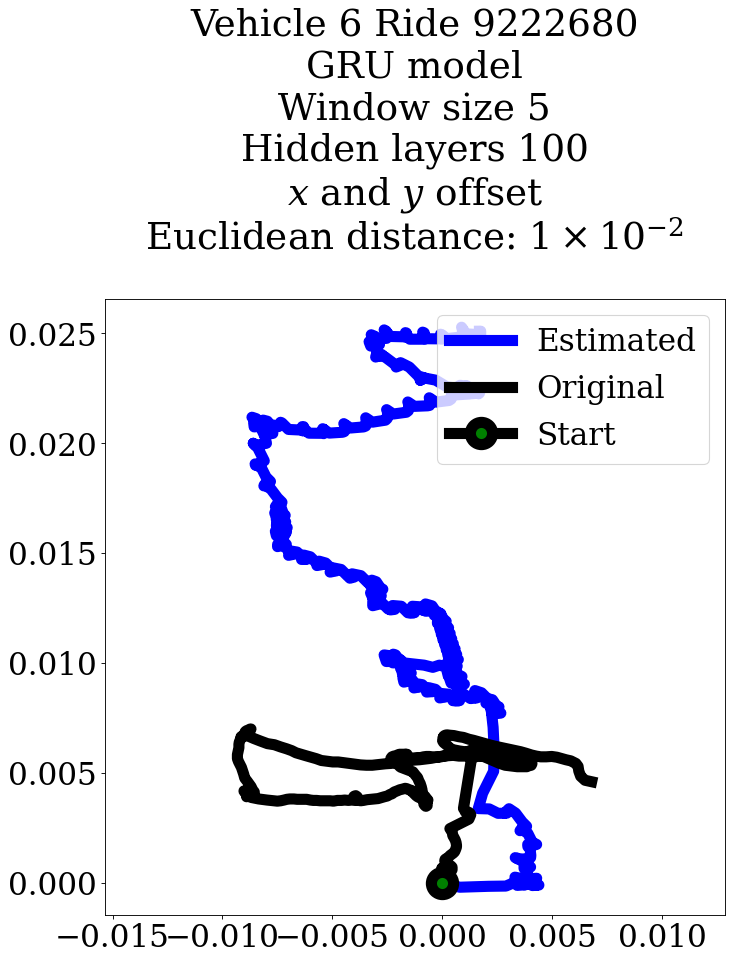 Vehicle 6 Ride 9222680
GRU model
Window size 5
Hidden layers 100
x and y offset
Euclidean distance: 1 × 10⁻²
Estimated
Original
Start
0.025
0.020
0.015
0.010
0.005
0.000
−0.015 −0.010 −0.005 0.000 0.005 0.010